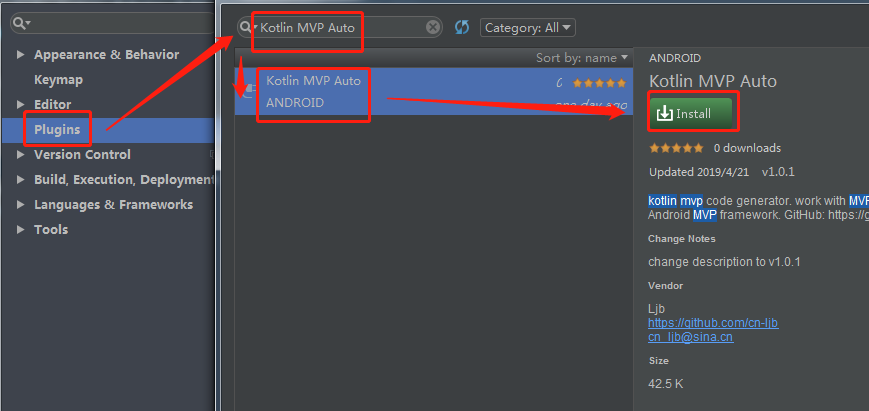 Appearance & Behavior
Keymap
Editor
Plugins
Version Control
Build, Execution, Deployment
Languages & Frameworks
Tools
Kotlin MVP Auto
Category: All
Sort by: name
Kotlin MVP Auto
0
ANDROID
one day ago
ANDROID
Kotlin MVP Auto
Install
0 downloads
Updated 2019/4/21 v1.0.1
kotlin mvp code generator. work with MVP
Android MVP framework. GitHub: https://g
Change Notes
change description to v1.0.1
Vendor
Ljb
https://github.com/cn-ljb
cn_ljb@sina.cn
Size
42.5 K